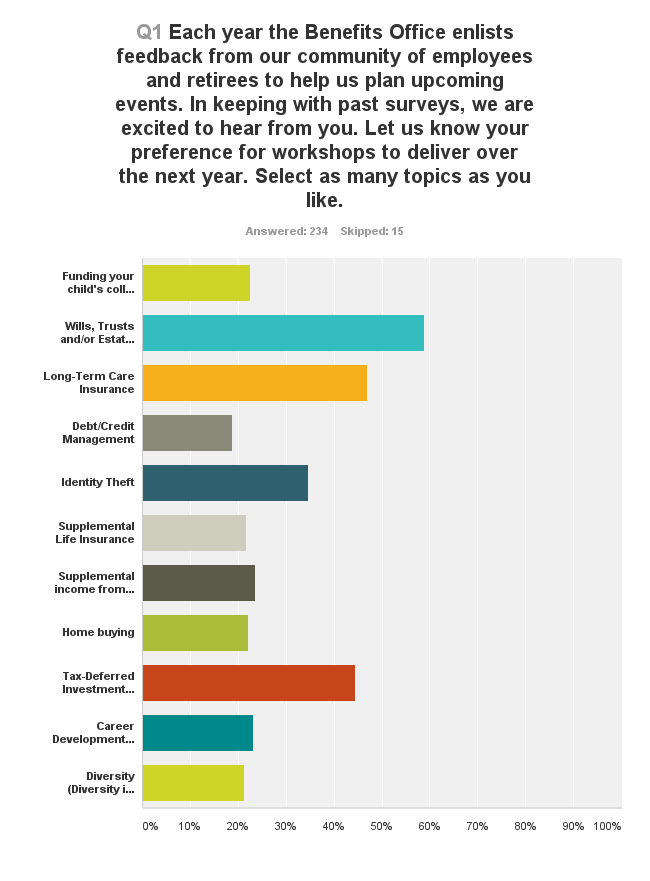 Q1 Each year the Benefits Office enlists
feedback from our community of employees
and retirees to help us plan upcoming
events. In keeping with past surveys, we are
excited to hear from you. Let us know your
preference for workshops to deliver over
the next year. Select as many topics as you
like.
Answered: 234 Skipped: 15
Funding your
child's coll...
Wills, Trusts
and/or Estat...
Long-Term Care
Insurance
Debt/Credit
Management
Identity Theft
Supplemental
Life Insurance
Supplemental
income from...
Home buying
Tax-Deferred
Investment...
Career
Development...
Diversity
(Diversity i...
0% 10% 20% 30% 40% 50% 60% 70% 80% 90% 100%